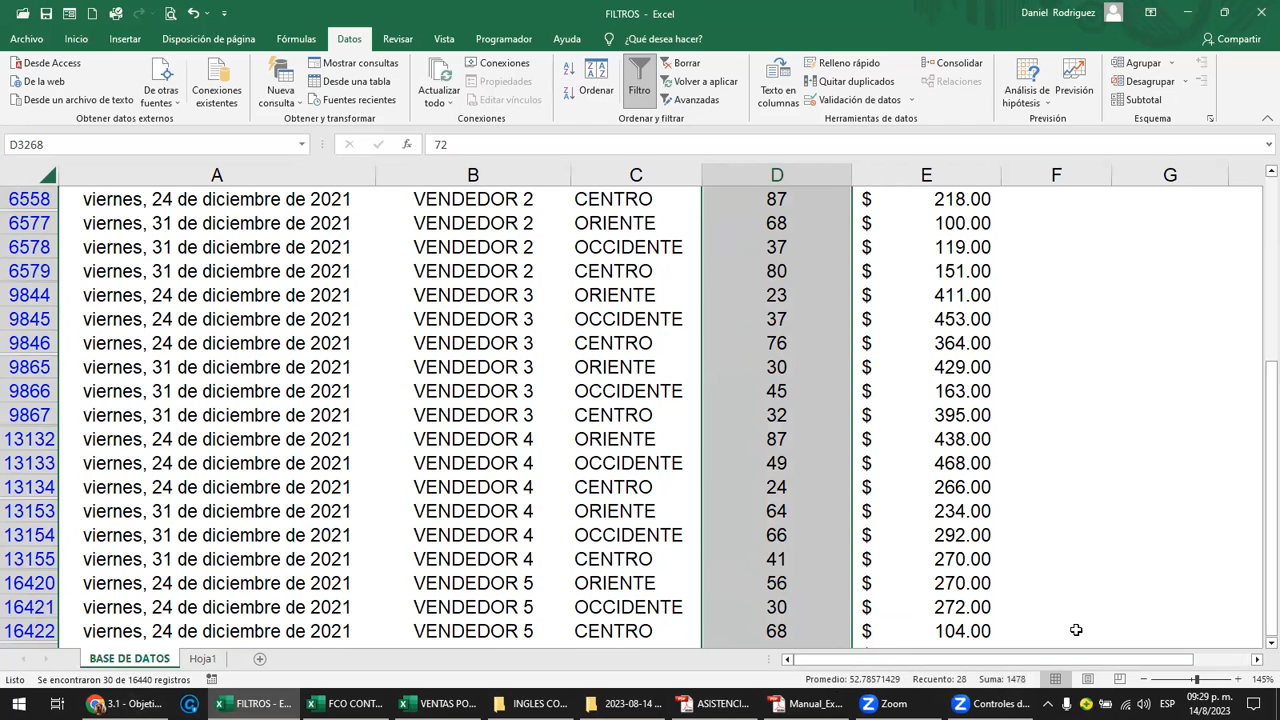 FILTROS - Excel
Daniel Rodriguez
Archivo Inicio Insertar Disposición de página Fórmulas Datos Revisar Vista Programador Ayuda ¿Qué desea hacer? Compartir
Desde Access
De la web
Desde un archivo de texto
De otras fuentes
Conexiones existentes
Obtener datos externos
Nueva consulta
Mostrar consultas
Desde una tabla
Fuentes recientes
Obtener y transformar
Actualizar todo
Conexiones
Propiedades
Editar vínculos
Conexiones
Ordenar
Filtro
Borrar
Volver a aplicar
Avanzadas
Ordenar y filtrar
Texto en columnas
Relleno rápido
Quitar duplicados
Validación de datos
Consolidar
Relaciones
Herramientas de datos
Análisis de hipótesis
Previsión
Previsión
Agrupar
Desagrupar
Subtotal
Esquema
D3268 72
A B C D E F G
6558 viernes, 24 de diciembre de 2021 VENDEDOR 2 CENTRO 87 $ 218.00
6577 viernes, 31 de diciembre de 2021 VENDEDOR 2 ORIENTE 68 $ 100.00
6578 viernes, 31 de diciembre de 2021 VENDEDOR 2 OCCIDENTE 37 $ 119.00
6579 viernes, 31 de diciembre de 2021 VENDEDOR 2 CENTRO 80 $ 151.00
9844 viernes, 24 de diciembre de 2021 VENDEDOR 3 ORIENTE 23 $ 411.00
9845 viernes, 24 de diciembre de 2021 VENDEDOR 3 OCCIDENTE 37 $ 453.00
9846 viernes, 24 de diciembre de 2021 VENDEDOR 3 CENTRO 76 $ 364.00
9865 viernes, 31 de diciembre de 2021 VENDEDOR 3 ORIENTE 30 $ 429.00
9866 viernes, 31 de diciembre de 2021 VENDEDOR 3 OCCIDENTE 45 $ 163.00
9867 viernes, 31 de diciembre de 2021 VENDEDOR 3 CENTRO 32 $ 395.00
13132 viernes, 24 de diciembre de 2021 VENDEDOR 4 ORIENTE 87 $ 438.00
13133 viernes, 24 de diciembre de 2021 VENDEDOR 4 OCCIDENTE 49 $ 468.00
13134 viernes, 24 de diciembre de 2021 VENDEDOR 4 CENTRO 24 $ 266.00
13153 viernes, 31 de diciembre de 2021 VENDEDOR 4 ORIENTE 64 $ 234.00
13154 viernes, 31 de diciembre de 2021 VENDEDOR 4 OCCIDENTE 66 $ 292.00
13155 viernes, 31 de diciembre de 2021 VENDEDOR 4 CENTRO 41 $ 270.00
16420 viernes, 24 de diciembre de 2021 VENDEDOR 5 ORIENTE 56 $ 270.00
16421 viernes, 24 de diciembre de 2021 VENDEDOR 5 OCCIDENTE 30 $ 272.00
16422 viernes, 24 de diciembre de 2021 VENDEDOR 5 CENTRO 68 $ 104.00
BASE DE DATOS Hoja1
Listo Se encontraron 30 de 16440 registros Promedio: 52.78571429 Recuento: 28 Suma: 1478 145%
3.1 - Objeti... FILTROS - E... FCO CONT... VENTAS PO... INGLES CO... 2023-08-14 ... ASISTENCI... Manual_Ex... Zoom Controles d... ESP 09:29 p. m.
14/8/2023